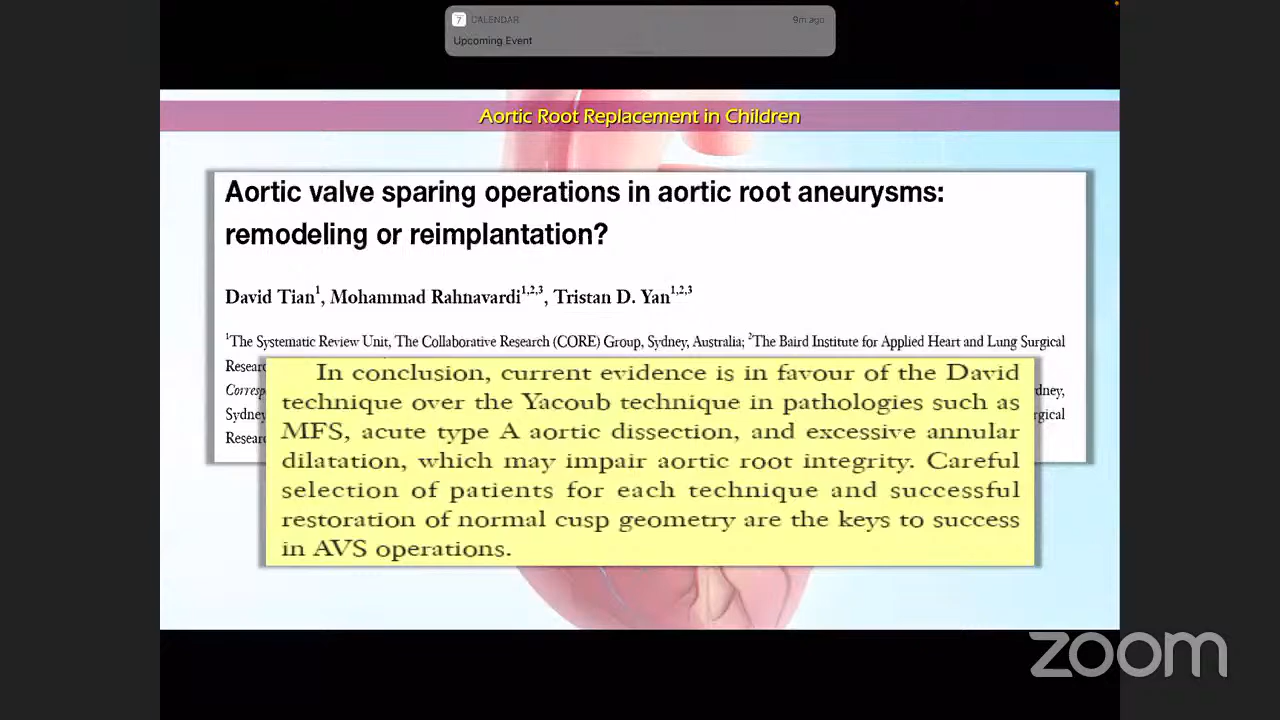 7 CALENDAR 9m ago
Upcoming Event
Aortic Root Replacement in Children
Aortic valve sparing operations in aortic root aneurysms:
remodeling or reimplantation?
David Tian1, Mohammad Rahnavardi1,2,3, Tristan D. Yan1,2,3
1The Systematic Review Unit, The Collaborative Research (CORE) Group, Sydney, Australia; 2The Baird Institute for Applied Heart and Lung Surgical
In conclusion, current evidence is in favour of the David
technique over the Yacoub technique in pathologies such as
MFS, acute type A aortic dissection, and excessive annular
dilatation, which may impair aortic root integrity. Careful
selection of patients for each technique and successful
restoration of normal cusp geometry are the keys to success
in AVS operations.
zoom